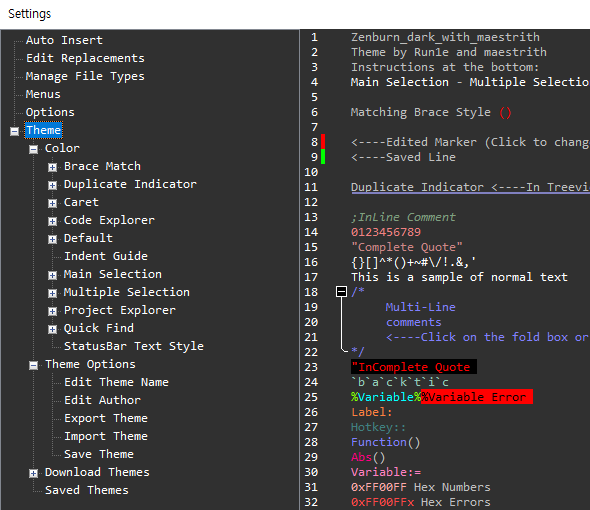 Settings
Auto Insert
Edit Replacements
Manage File Types
Menus
Options
Theme
Color
Brace Match
Duplicate Indicator
Caret
Code Explorer
Default
Indent Guide
Main Selection
Multiple Selection
Project Explorer
Quick Find
StatusBar Text Style
Theme Options
Edit Theme Name
Edit Author
Export Theme
Import Theme
Save Theme
Download Themes
Saved Themes
1 Zenburn_dark_with_maestrith
2 Theme by Run1e and maestrith
3 Instructions at the bottom:
4 Main Selection - Multiple Selectio
5
6 Matching Brace Style ()
7
8 <----Edited Marker (Click to chang
9 <----Saved Line
10
11 Duplicate Indicator <----In Treevi
12
13 ;InLine Comment
14 0123456789
15 "Complete Quote"
16 {}[]^*()+~#\/!.&,'
17 This is a sample of normal text
18 /*
19 Multi-Line
20 comments
21 <----Click on the fold box or
22 */
23 "InComplete Quote
24 `b`a`c`k`t`i`c
25 %Variable%%Variable Error
26 Label:
27 Hotkey::
28 Function()
29 Abs()
30 Variable:=
31 0xFF00FF Hex Numbers
32 0xFF00FFx Hex Errors